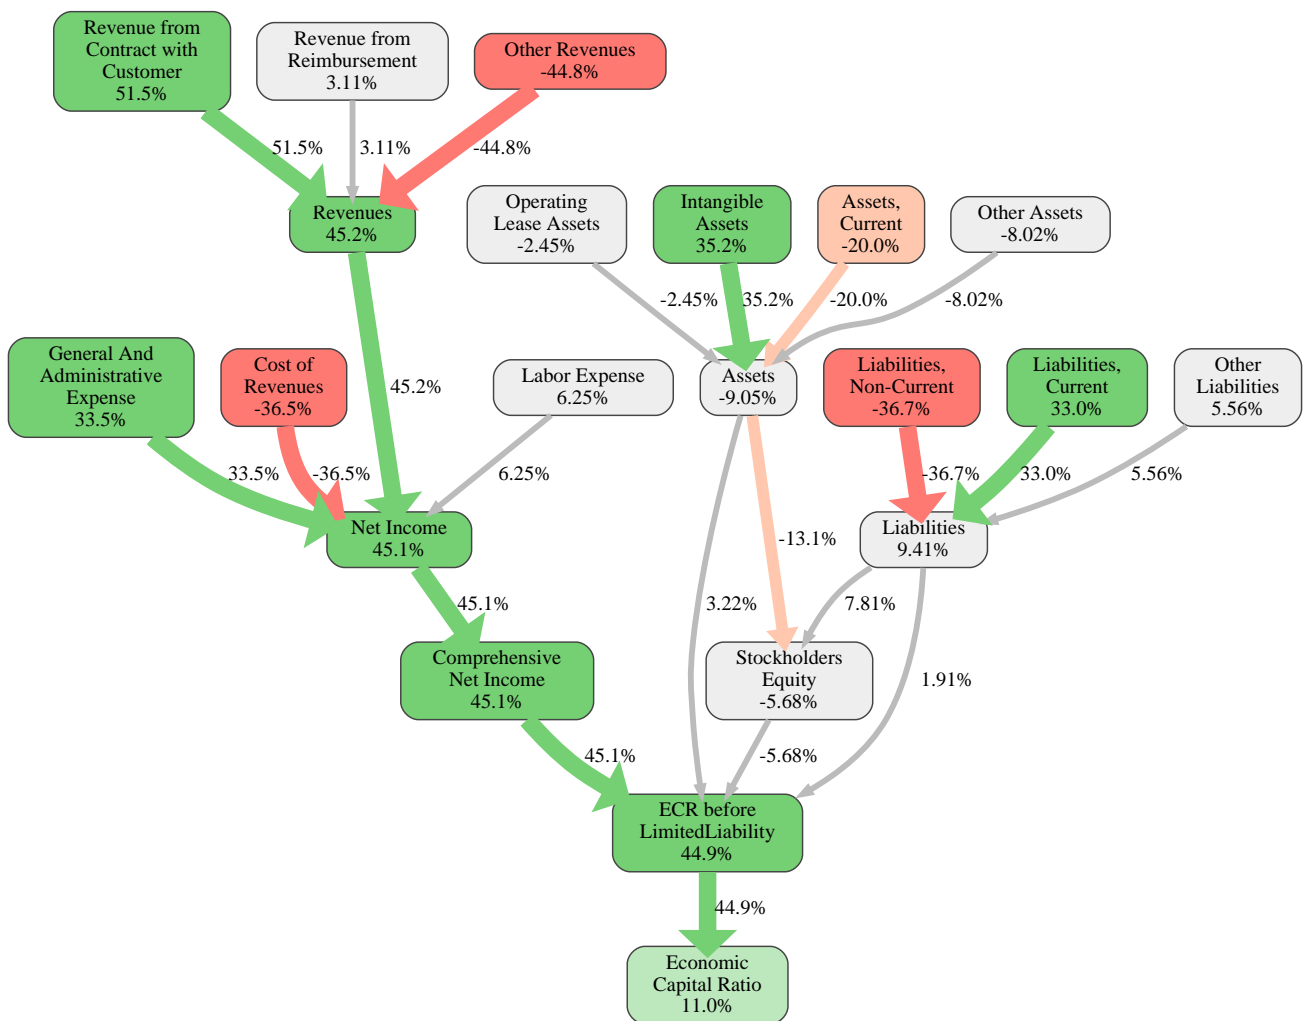 Revenue from
Contract with
Customer
51.5%
Revenue from
Reimbursement
3.11%
Other Revenues
-44.8%
51.5%
3.11%
-44.8%
Revenues
45.2%
Operating
Lease Assets
-2.45%
Intangible
Assets
35.2%
Assets,
Current
-20.0%
Other Assets
-8.02%
-2.45%
35.2%
-20.0%
-8.02%
General And
Administrative
Expense
33.5%
Cost of
Revenues
-36.5%
45.2%
Labor Expense
6.25%
Assets
-9.05%
Liabilities,
Non-Current
-36.7%
Liabilities,
Current
33.0%
Other
Liabilities
5.56%
33.5%
-36.5%
6.25%
-36.7%
33.0%
5.56%
Net Income
45.1%
-13.1%
Liabilities
9.41%
45.1%
3.22%
7.81%
Comprehensive
Net Income
45.1%
Stockholders
Equity
-5.68%
1.91%
45.1%
-5.68%
ECR before
LimitedLiability
44.9%
44.9%
Economic
Capital Ratio
11.0%